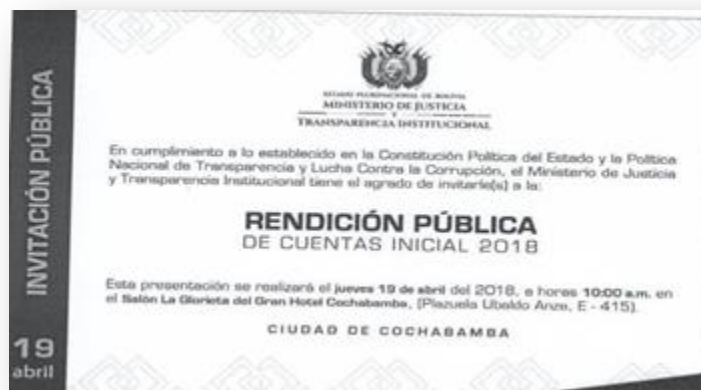 INVITACIÓN PÚBLICA
19
abril
ESTADO PLURINACIONAL DE BOLIVIA
MINISTERIO DE JUSTICIA
Y
TRANSPARENCIA INSTITUCIONAL
En cumplimiento a lo establecido en la Constitución Política del Estado y la Política
Nacional de Transparencia y Lucha Contra la Corrupción, el Ministerio de Justicia
y Transparencia Institucional tiene el agrado de invitarle(s) a la:
RENDICIÓN PÚBLICA
DE CUENTAS INICIAL 2018
Esta presentación se realizará el jueves 19 de abril del 2018, a horas 10:00 a.m. en
el Salón La Glorieta del Gran Hotel Cochabamba, (Plazuela Ubaldo Anze, E - 415).
CIUDAD DE COCHABAMBA